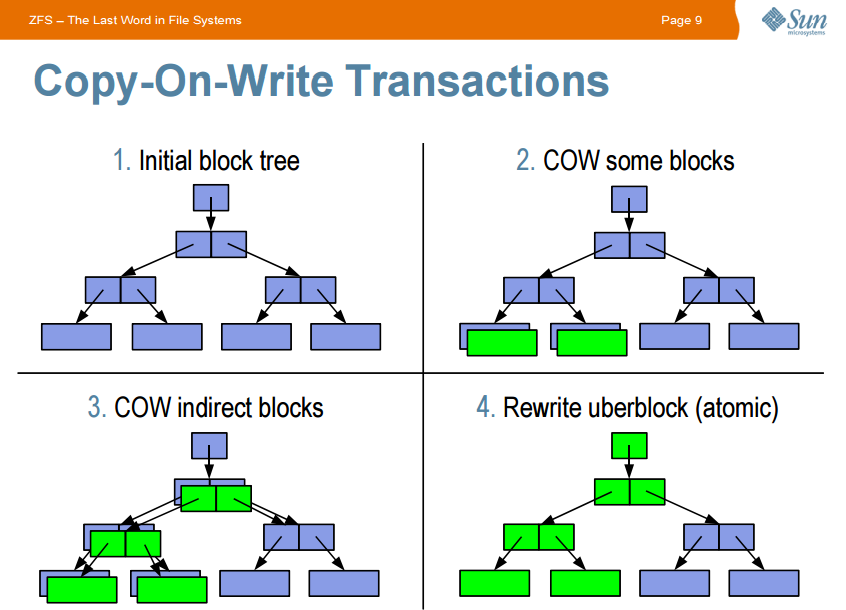 ZFS – The Last Word in File Systems
Page 9
Sun
microsystems
Copy-On-Write Transactions
1. Initial block tree
2. COW some blocks
3. COW indirect blocks
4. Rewrite uberblock (atomic)